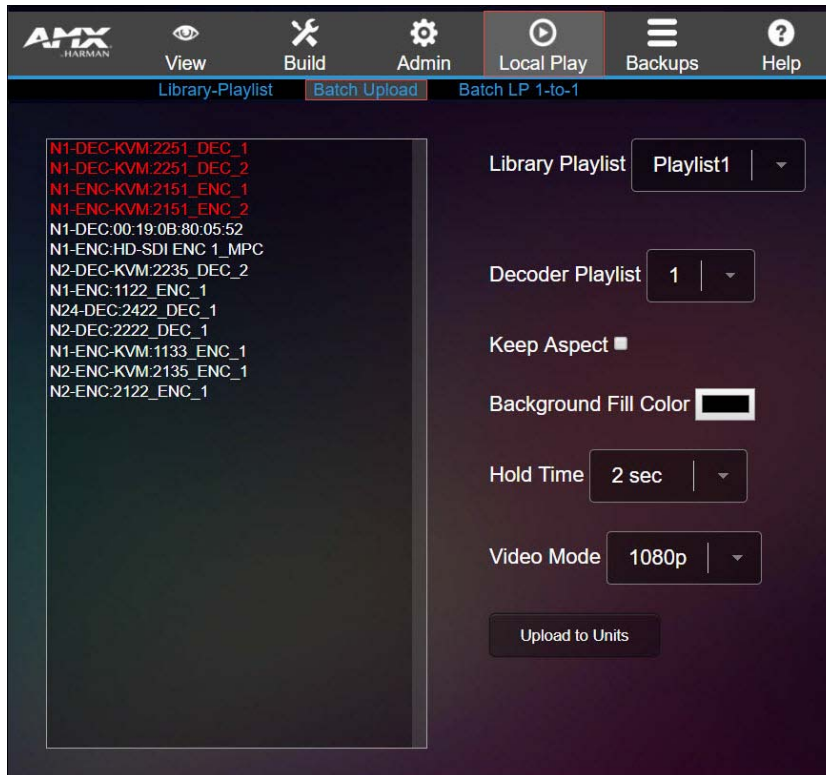 AMX
HARMAN
View
Build
Admin
Local Play
Backups
? Help
Library-Playlist
Batch Upload
Batch LP 1-to-1
N1-DEC-KVM:2251_DEC_1
N1-DEC-KVM:2251_DEC_2
N1-ENC-KVM:2151_ENC_1
N1-ENC-KVM:2151_ENC_2
N1-DEC:00:19:0B:80:05:52
N1-ENC:HD-SDI ENC 1_MPC
N2-DEC-KVM:2235_DEC_2
N1-ENC:1122_ENC_1
N24-DEC:2422_DEC_1
N2-DEC:2222_DEC_1
N1-ENC-KVM:1133_ENC_1
N2-ENC-KVM:2135_ENC_1
N2-ENC:2122_ENC_1
Library Playlist Playlist1
Decoder Playlist 1
Keep Aspect
Background Fill Color
Hold Time 2 sec
Video Mode 1080p
Upload to Units